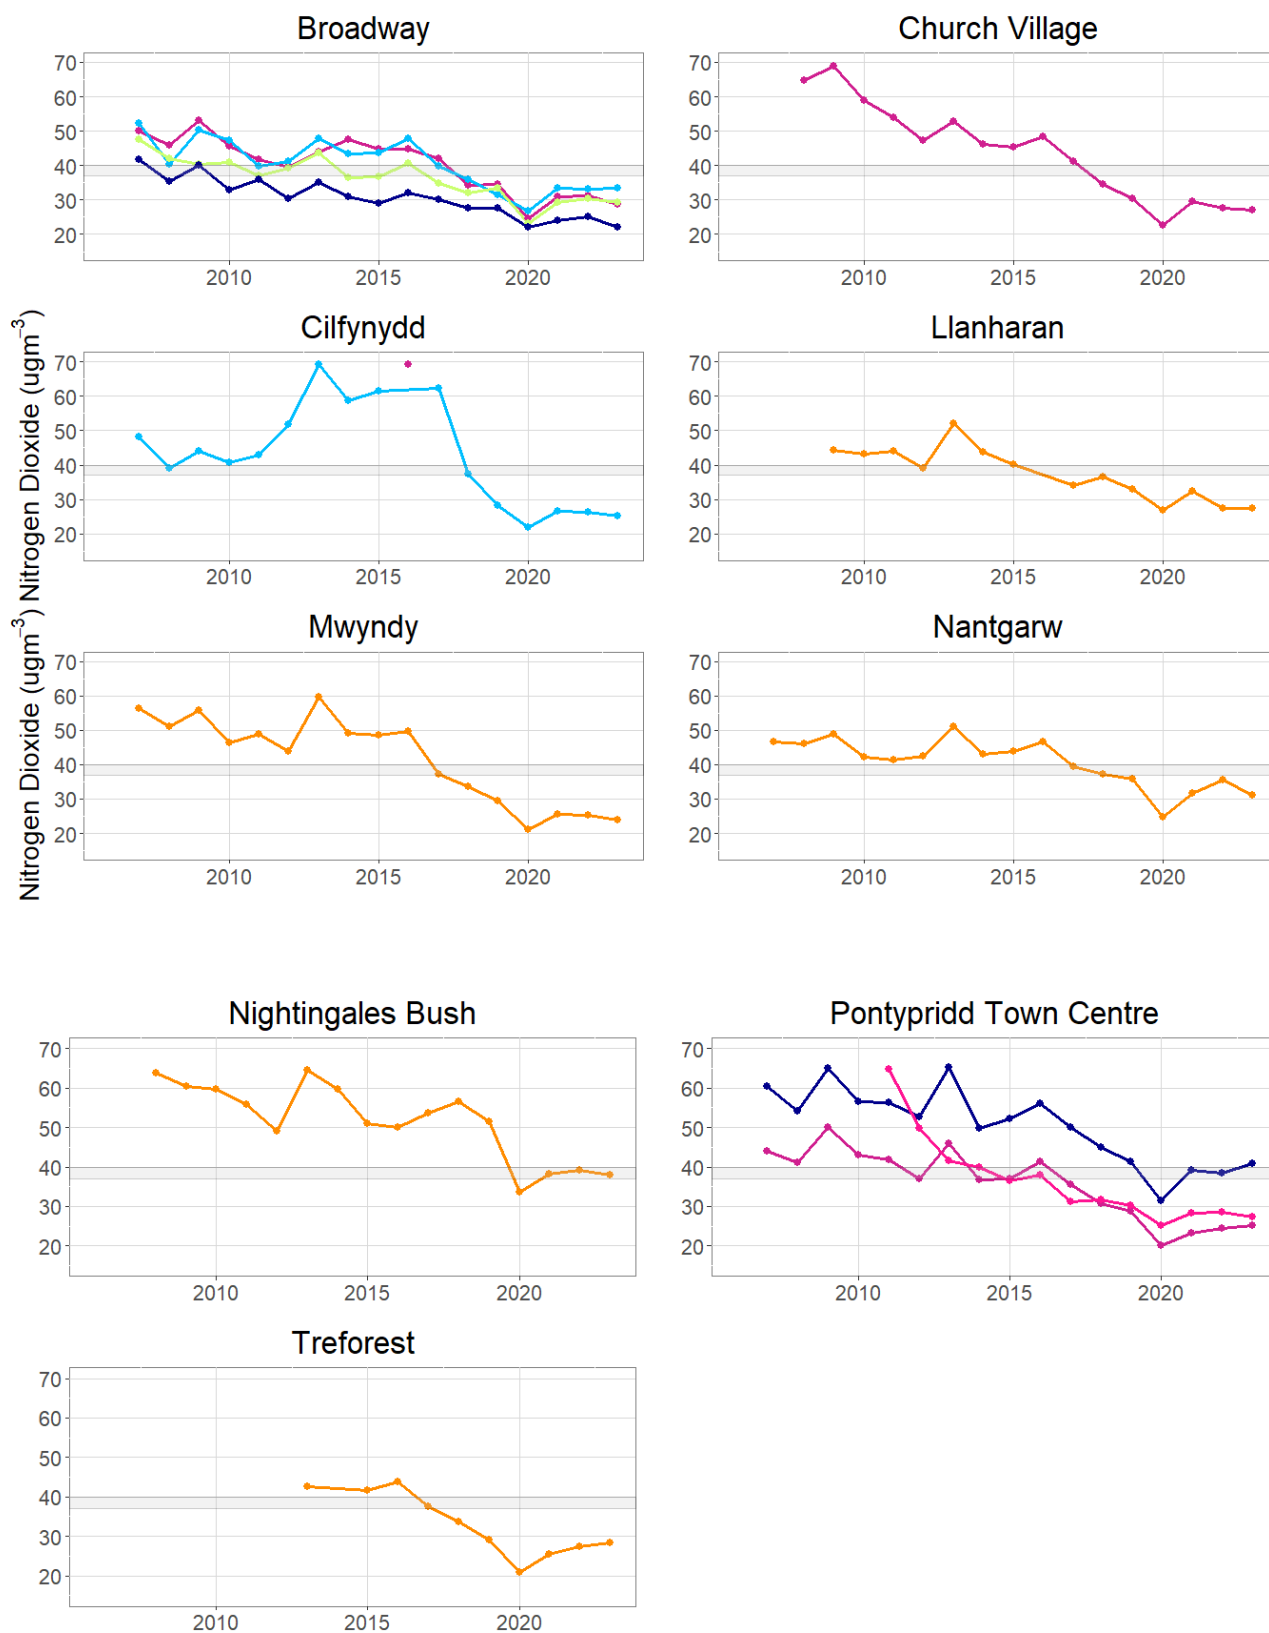 Broadway
70
60
50
40
30
20
2010 2015 2020
Church Village
70
60
50
40
30
20
2010 2015 2020
Nitrogen Dioxide (ugm⁻³)
Cilfynydd
70
60
50
40
30
20
2010 2015 2020
Llanharan
70
60
50
40
30
20
2010 2015 2020
Nitrogen Dioxide (ugm⁻³)
Mwyndy
70
60
50
40
30
20
2010 2015 2020
Nantgarw
70
60
50
40
30
20
2010 2015 2020
Nightingales Bush
70
60
50
40
30
20
2010 2015 2020
Pontypridd Town Centre
70
60
50
40
30
20
2010 2015 2020
Treforest
70
60
50
40
30
20
2010 2015 2020